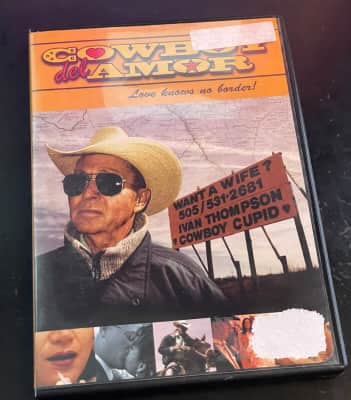 COWBOY
del AMOR
Love knows no border!
WANT A WIFE?
505/531-2681
IVAN THOMPSON
COWBOY CUPID